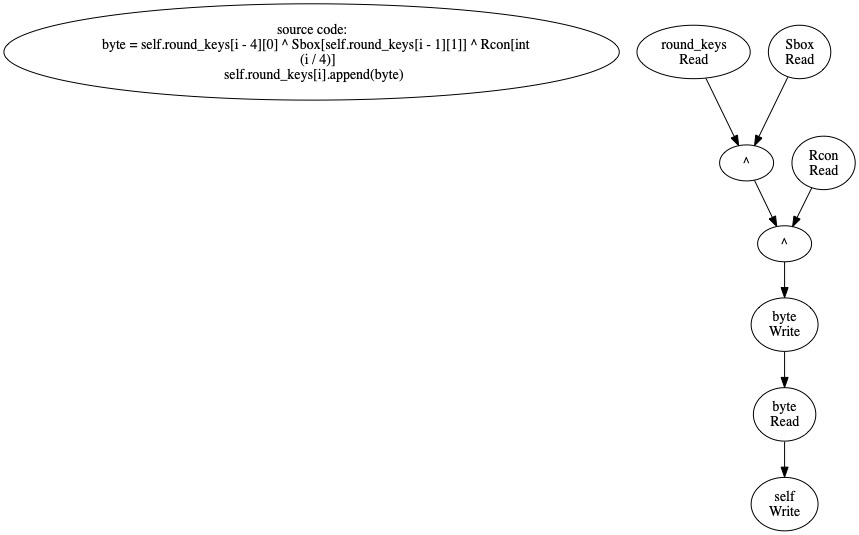 source code:
byte = self.round_keys[i - 4][0] ^ Sbox[self.round_keys[i - 1][1]] ^ Rcon[int
(i / 4)]
self.round_keys[i].append(byte)
round_keys
Read
Sbox
Read
^
Rcon
Read
^
byte
Write
byte
Read
self
Write